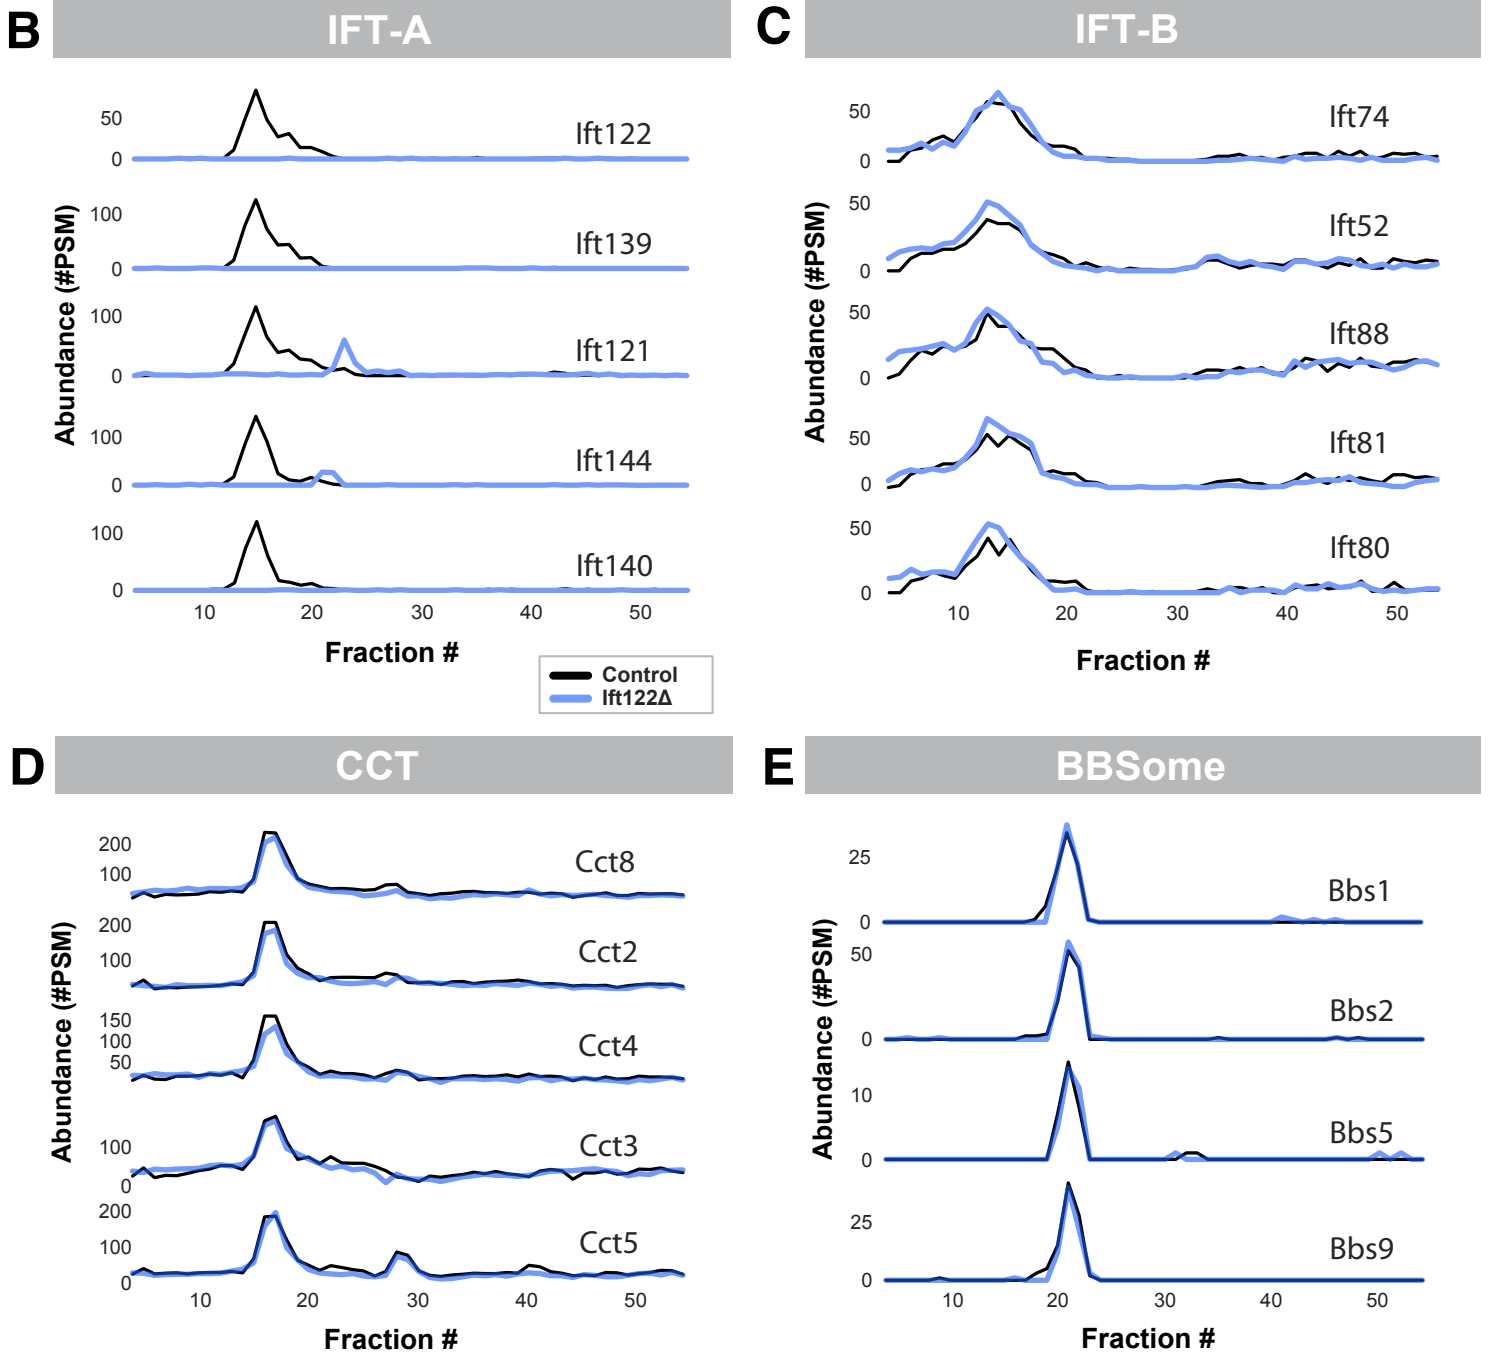 B IFT-A
Abundance (#PSM)
50
0
Ift122
100
0
Ift139
100
0
Ift121
100
0
Ift144
100
0
Ift140
10 20 30 40 50
Fraction #
Control
Ift122Δ
C IFT-B
Abundance (#PSM)
50
0
Ift74
50
0
Ift52
50
0
Ift88
50
0
Ift81
50
0
Ift80
10 20 30 40 50
Fraction #
D CCT
Abundance (#PSM)
200
100
Cct8
200
100
Cct2
150
100
50
Cct4
100
0
Cct3
200
100
0
Cct5
10 20 30 40 50
Fraction #
E BBSome
Abundance (#PSM)
25
0
Bbs1
50
0
Bbs2
10
0
Bbs5
25
0
Bbs9
10 20 30 40 50
Fraction #